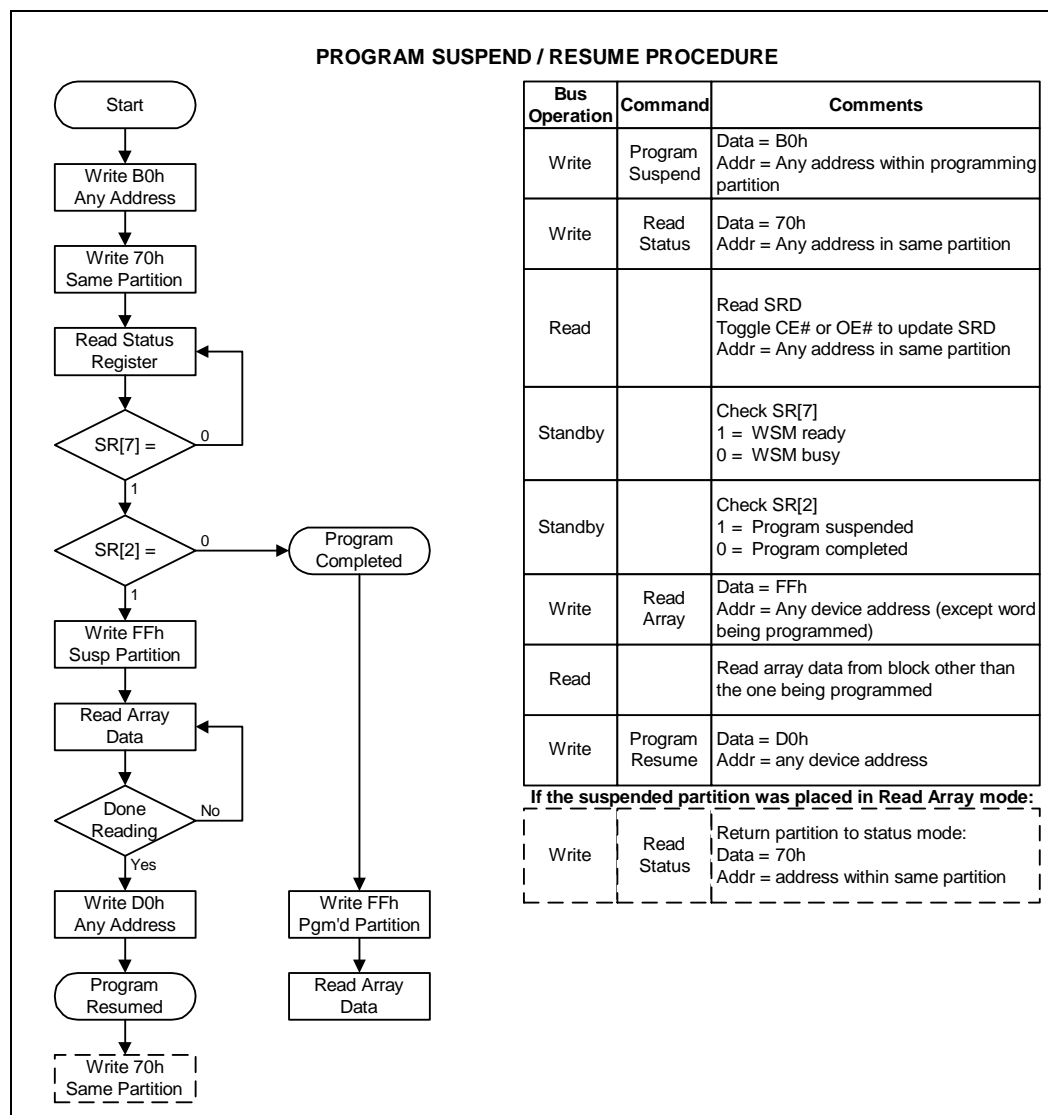 PROGRAM SUSPEND / RESUME PROCEDURE
Start
Write B0h
Any Address
Write 70h
Same Partition
Read Status
Register
SR[7] =
0
1
SR[2] =
0
1
Program
Completed
Write FFh
Susp Partition
Read Array
Data
Done
Reading
No
Yes
Write D0h
Any Address
Program
Resumed
Write 70h
Same Partition
Write FFh
Pgm'd Partition
Read Array
Data
Bus
Operation
Command
Comments
Write
Program
Suspend
Data = B0h
Addr = Any address within programming
partition
Write
Read
Status
Data = 70h
Addr = Any address in same partition
Read
Read SRD
Toggle CE# or OE# to update SRD
Addr = Any address in same partition
Standby
Check SR[7]
1 = WSM ready
0 = WSM busy
Standby
Check SR[2]
1 = Program suspended
0 = Program completed
Write
Read
Array
Data = FFh
Addr = Any device address (except word
being programmed)
Read
Read array data from block other than
the one being programmed
Write
Program
Resume
Data = D0h
Addr = any device address
If the suspended partition was placed in Read Array mode:
Write
Read
Status
Return partition to status mode:
Data = 70h
Addr = address within same partition